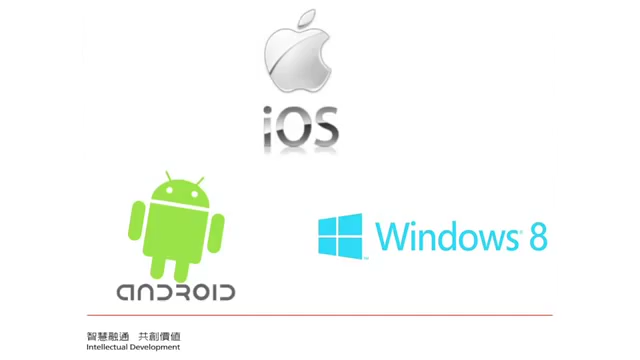 iOS
ANDROID
Windows® 8
智慧融通 共創價值
Intellectual Development